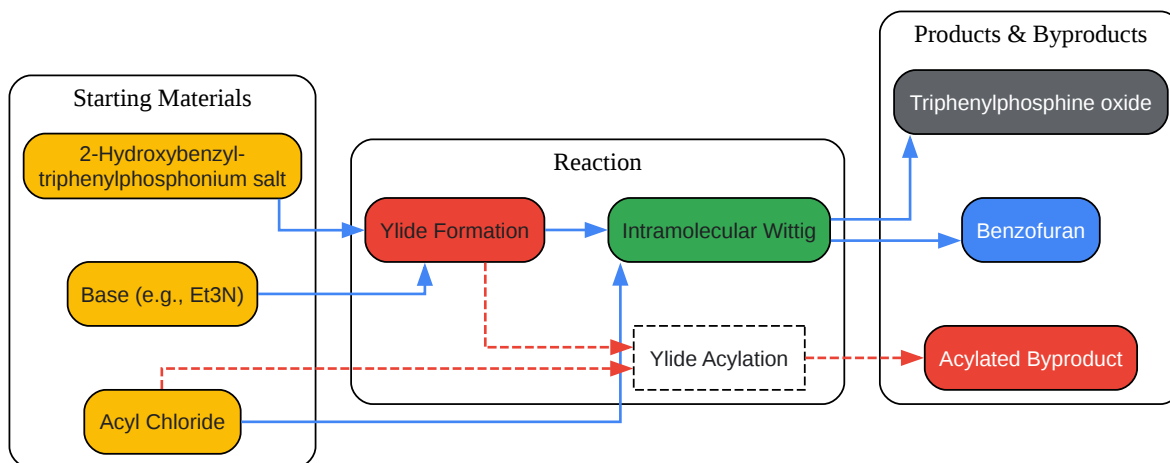 Products & Byproducts
Starting Materials
Triphenylphosphine oxide
2-Hydroxybenzyl-
triphenylphosphonium salt
Reaction
Ylide Formation
Intramolecular Wittig
Benzofuran
Base (e.g., Et3N)
Ylide Acylation
Acylated Byproduct
Acyl Chloride